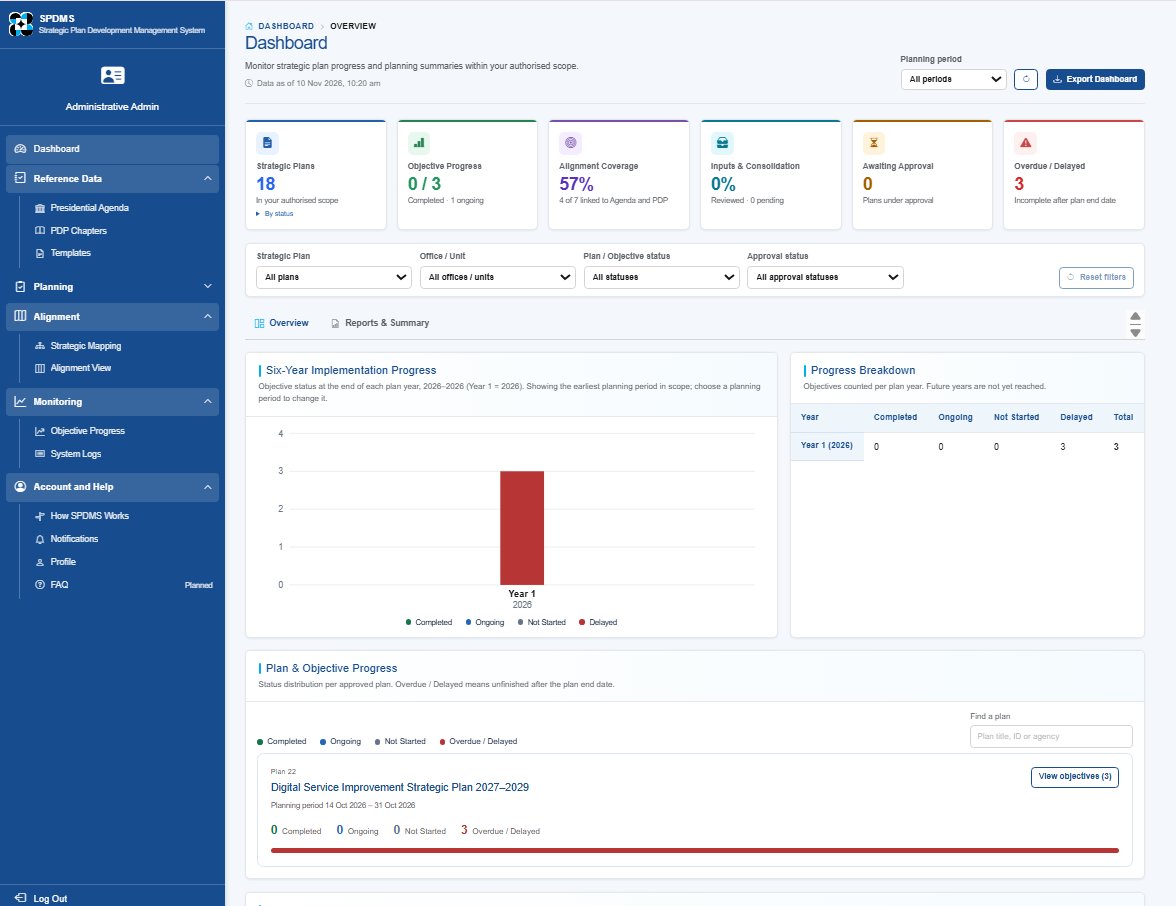 SPDMS
Strategic Plan Development Management System
Administrative Admin
Dashboard
Reference Data
Presidential Agenda
PDP Chapters
Templates
Planning
Alignment
Strategic Mapping
Alignment View
Monitoring
Objective Progress
System Logs
Account and Help
How SPDMS Works
Notifications
Profile
FAQ Planned
Log Out
DASHBOARD > OVERVIEW
Dashboard
Monitor strategic plan progress and planning summaries within your authorised scope.
Data as of 10 Nov 2026, 10:20 am
Planning period
All periods
Export Dashboard
Strategic Plans
18
In your authorised scope
By status
Objective Progress
0 / 3
Completed · 1 ongoing
Alignment Coverage
57%
4 of 7 linked to Agenda and PDP
Inputs & Consolidation
0%
Reviewed · 0 pending
Awaiting Approval
0
Plans under approval
Overdue / Delayed
3
Incomplete after plan end date
Strategic Plan
All plans
Office / Unit
All offices / units
Plan / Objective status
All statuses
Approval status
All approval statuses
Reset filters
Overview
Reports & Summary
Six-Year Implementation Progress
Objective status at the end of each plan year, 2026–2026 (Year 1 = 2026). Showing the earliest planning period in scope; choose a planning
period to change it.
4
3
2
1
0
Year 1
2026
Completed Ongoing Not Started Delayed
Progress Breakdown
Objectives counted per plan year. Future years are not yet reached.
Year Completed Ongoing Not Started Delayed Total
Year 1 (2026) 0 0 0 3 3
Plan & Objective Progress
Status distribution per approved plan. Overdue / Delayed means unfinished after the plan end date.
Find a plan
Plan title, ID or agency
Completed Ongoing Not Started Overdue / Delayed
Plan 22
Digital Service Improvement Strategic Plan 2027–2029
Planning period 14 Oct 2026 – 31 Oct 2026
View objectives (3)
0 Completed 0 Ongoing 0 Not Started 3 Overdue / Delayed